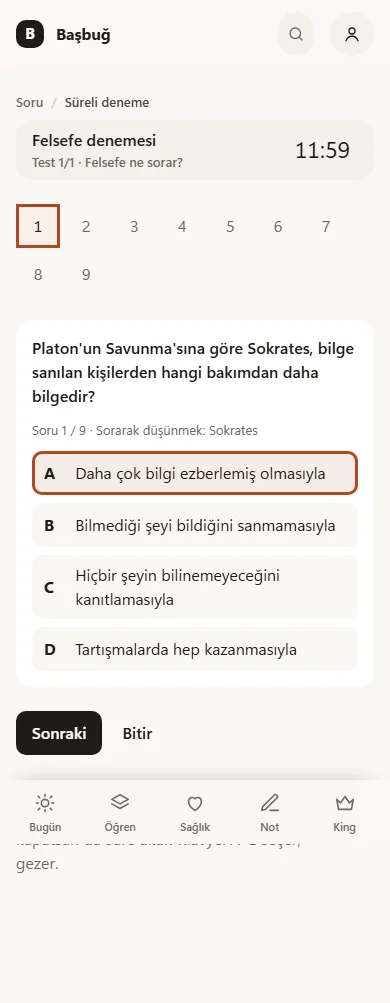 B Başbuğ
Soru / Süreli deneme
Felsefe denemesi
Test 1/1 · Felsefe ne sorar?
11:59
1 2 3 4 5 6 7
8 9
Platon'un Savunma'sına göre Sokrates, bilge
sanılan kişilerden hangi bakımdan daha
bilgedir?
Soru 1 / 9 · Sorarak düşünmek: Sokrates
A Daha çok bilgi ezberlemiş olmasıyla
B Bilmediği şeyi bildiğini sanmamasıyla
C Hiçbir şeyin bilinemeyeceğini
kanıtlamasıyla
D Tartışmalarda hep kazanmasıyla
Sonraki Bitir
Bugün Öğren Sağlık Not King
gezer.